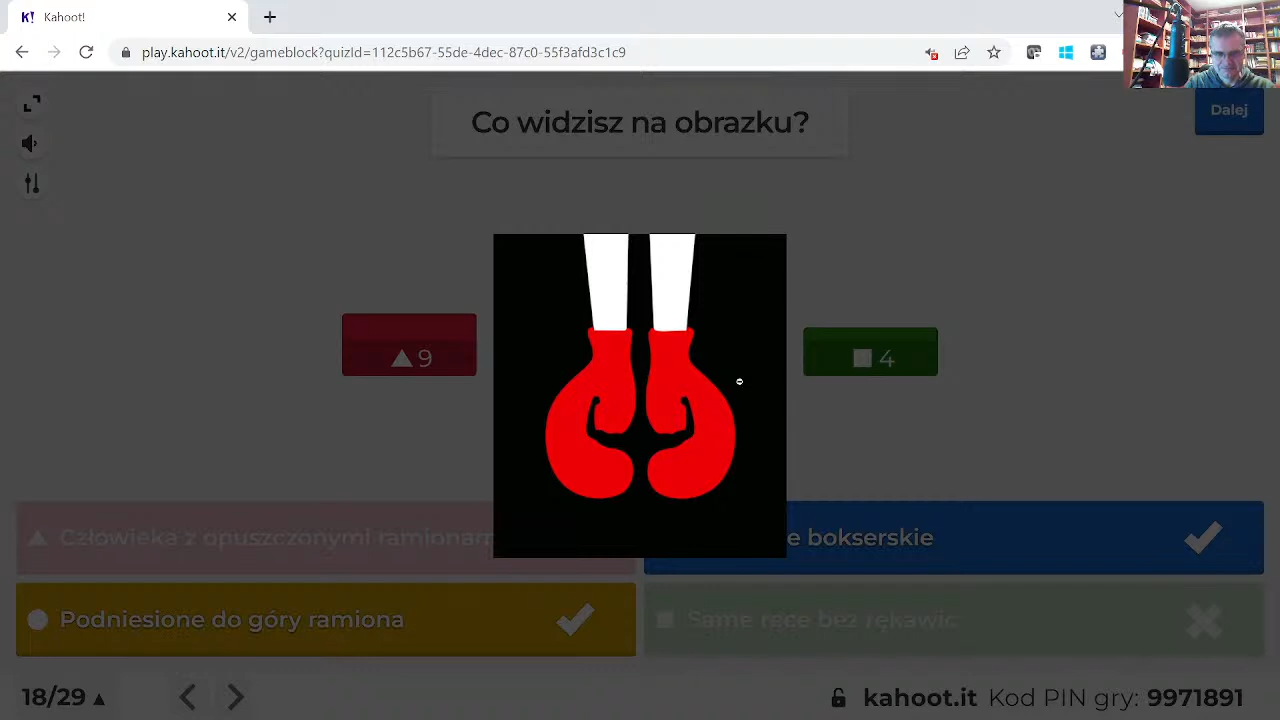 Kahoot!
play.kahoot.it/v2/gameblock?quizId=112c5b67-55de-4dec-87c0-55f3afd3c1c9
Dalej
Co widzisz na obrazku?
9
4
Człowieka z opuszczonymi
bokserskie
Podniesione do góry ramiona
Same ręce bez rękawic
18/29
kahoot.it Kod PIN gry: 9971891